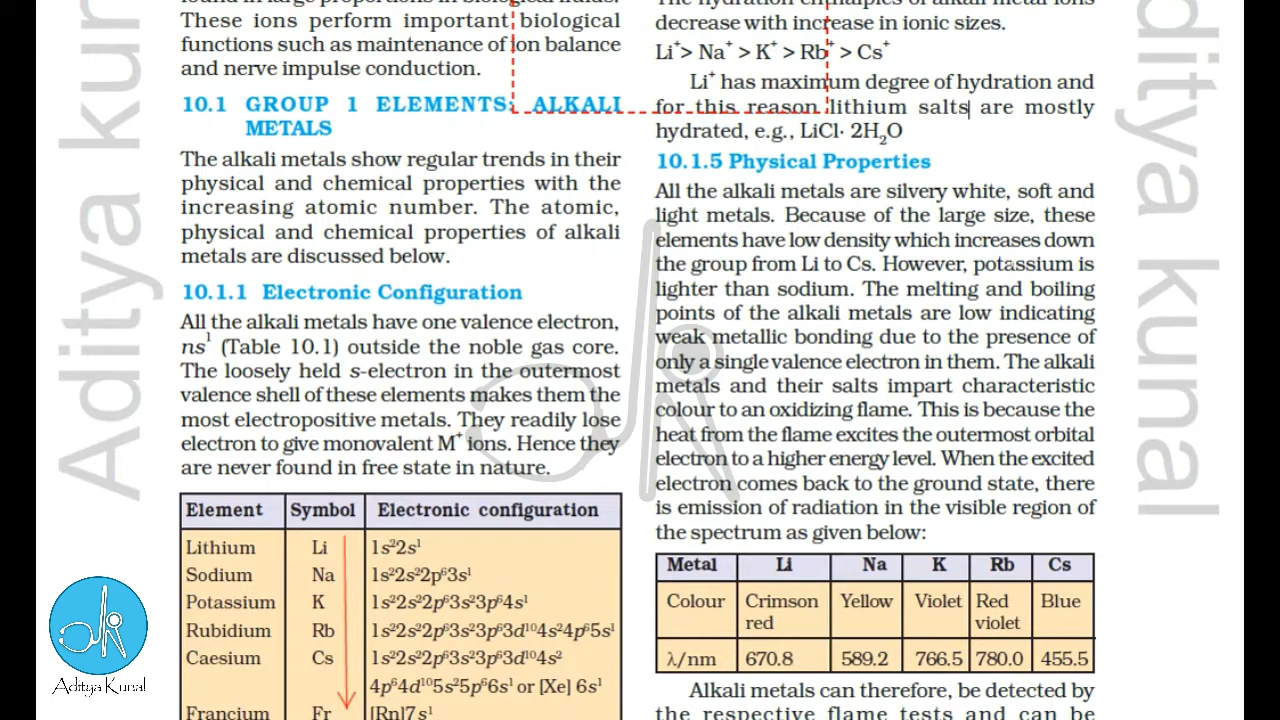 These ions perform important biological
functions such as maintenance of ion balance
and nerve impulse conduction.
10.1 GROUP 1 ELEMENTS: ALKALI
METALS
The alkali metals show regular trends in their
physical and chemical properties with the
increasing atomic number. The atomic,
physical and chemical properties of alkali
metals are discussed below.
10.1.1 Electronic Configuration
All the alkali metals have one valence electron,
ns¹ (Table 10.1) outside the noble gas core.
The loosely held s-electron in the outermost
valence shell of these elements makes them the
most electropositive metals. They readily lose
electron to give monovalent M⁺ ions. Hence they
are never found in free state in nature.
Element Symbol Electronic configuration
Lithium Li 1s²2s¹
Sodium Na 1s²2s²2p⁶3s¹
Potassium K 1s²2s²2p⁶3s²3p⁶4s¹
Rubidium Rb 1s²2s²2p⁶3s²3p⁶3d¹⁰4s²4p⁶5s¹
Caesium Cs 1s²2s²2p⁶3s²3p⁶3d¹⁰4s²
4p⁶4d¹⁰5s²5p⁶6s¹ or [Xe] 6s¹
Francium Fr [Rn]7s¹
The hydration enthalpies of alkali metal ions
decrease with increase in ionic sizes.
Li⁺> Na⁺ > K⁺ > Rb⁺ > Cs⁺
Li⁺ has maximum degree of hydration and
for this reason lithium salts are mostly
hydrated, e.g., LiCl· 2H₂O
10.1.5 Physical Properties
All the alkali metals are silvery white, soft and
light metals. Because of the large size, these
elements have low density which increases down
the group from Li to Cs. However, potassium is
lighter than sodium. The melting and boiling
points of the alkali metals are low indicating
weak metallic bonding due to the presence of
only a single valence electron in them. The alkali
metals and their salts impart characteristic
colour to an oxidizing flame. This is because the
heat from the flame excites the outermost orbital
electron to a higher energy level. When the excited
electron comes back to the ground state, there
is emission of radiation in the visible region of
the spectrum as given below:
Metal Li Na K Rb Cs
Colour Crimson red Yellow Violet Red violet Blue
λ/nm 670.8 589.2 766.5 780.0 455.5
Alkali metals can therefore, be detected by
the respective flame tests and can be
Aditya Kunal
Aditya kun
ditya kunal